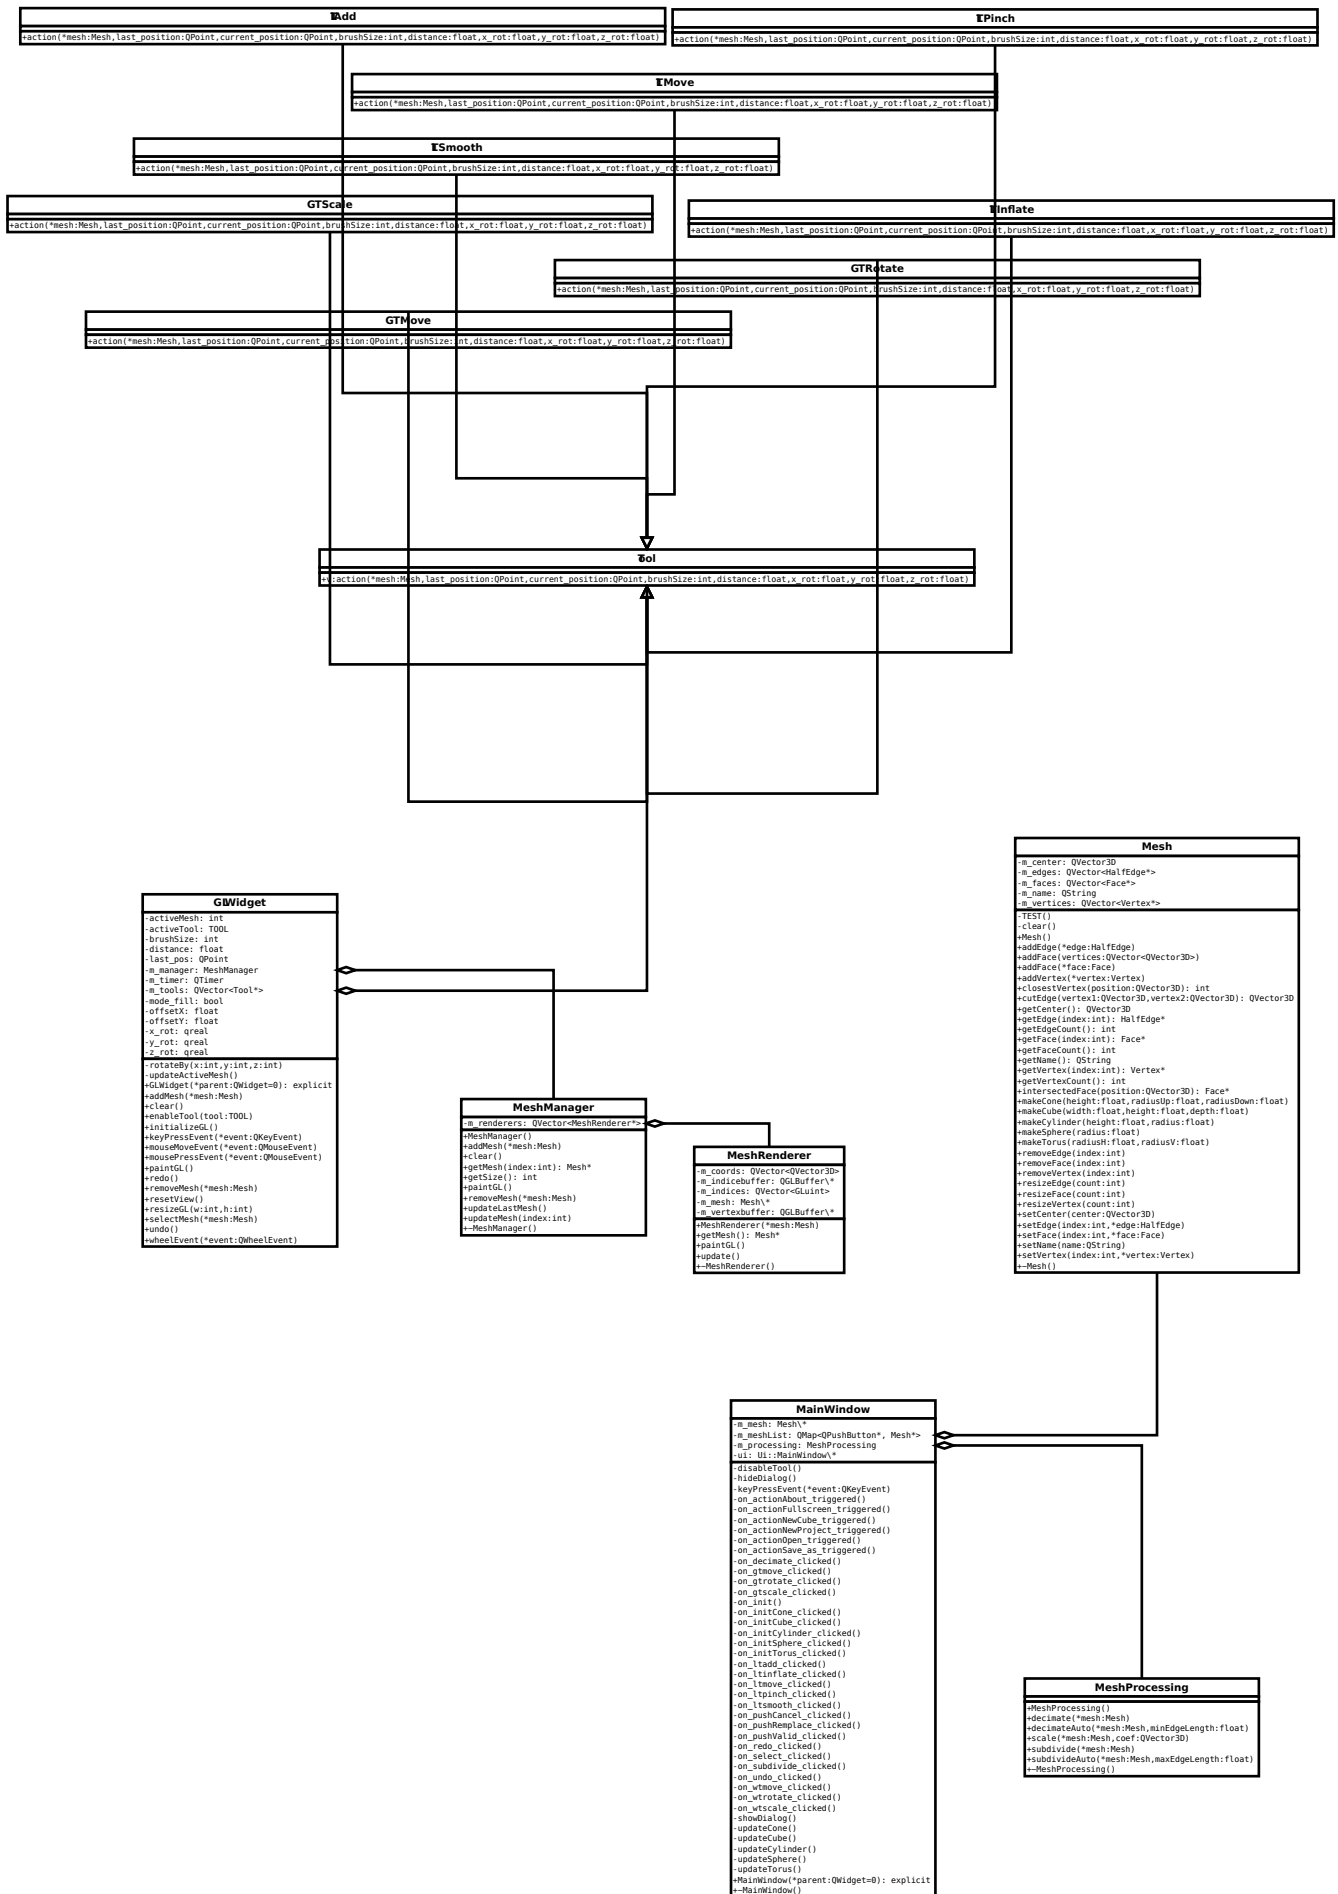 LTAdd
+action(*mesh:Mesh,last_position:QPoint,current_position:QPoint,brushSize:int,distance:float,x_rot:float,y_rot:float,z_rot:float)
LTPinch
+action(*mesh:Mesh,last_position:QPoint,current_position:QPoint,brushSize:int,distance:float,x_rot:float,y_rot:float,z_rot:float)
LTMove
+action(*mesh:Mesh,last_position:QPoint,current_position:QPoint,brushSize:int,distance:float,x_rot:float,y_rot:float,z_rot:float)
LTSmooth
+action(*mesh:Mesh,last_position:QPoint,current_position:QPoint,brushSize:int,distance:float,x_rot:float,y_rot:float,z_rot:float)
GTScale
+action(*mesh:Mesh,last_position:QPoint,current_position:QPoint,brushSize:int,distance:float,x_rot:float,y_rot:float,z_rot:float)
LTInflate
+action(*mesh:Mesh,last_position:QPoint,current_position:QPoint,brushSize:int,distance:float,x_rot:float,y_rot:float,z_rot:float)
GTRotate
+action(*mesh:Mesh,last_position:QPoint,current_position:QPoint,brushSize:int,distance:float,x_rot:float,y_rot:float,z_rot:float)
GTMove
+action(*mesh:Mesh,last_position:QPoint,current_position:QPoint,brushSize:int,distance:float,x_rot:float,y_rot:float,z_rot:float)
Tool
+v:action(*mesh:Mesh,last_position:QPoint,current_position:QPoint,brushSize:int,distance:float,x_rot:float,y_rot:float,z_rot:float)
GLWidget
-activeMesh: int
-activeTool: TOOL
-brushSize: int
-distance: float
-last_pos: QPoint
-m_manager: MeshManager
-m_timer: QTimer
-m_tools: QVector<Tool*>
-mode_fill: bool
-offsetX: float
-offsetY: float
-x_rot: qreal
-y_rot: qreal
-z_rot: qreal
-rotateBy(x:int,y:int,z:int)
-updateActiveMesh()
+GLWidget(*parent:QWidget=0): explicit
+addMesh(*mesh:Mesh)
+clear()
+enableTool(tool:TOOL)
+initializeGL()
+keyPressEvent(*event:QKeyEvent)
+mouseMoveEvent(*event:QMouseEvent)
+mousePressEvent(*event:QMouseEvent)
+paintGL()
+redo()
+removeMesh(*mesh:Mesh)
+resetView()
+resizeGL(w:int,h:int)
+selectMesh(*mesh:Mesh)
+undo()
+wheelEvent(*event:QWheelEvent)
MeshManager
-m_renderers: QVector<MeshRenderer*>
+MeshManager()
+addMesh(*mesh:Mesh)
+clear()
+getMesh(index:int): Mesh*
+getSize(): int
+paintGL()
+removeMesh(*mesh:Mesh)
+updateLastMesh()
+updateMesh(index:int)
+~MeshManager()
MeshRenderer
-m_coords: QVector<QVector3D>
-m_indicebuffer: QGLBuffer\*
-m_indices: QVector<GLuint>
-m_mesh: Mesh\*
-m_vertexbuffer: QGLBuffer\*
+MeshRenderer(*mesh:Mesh)
+getMesh(): Mesh*
+paintGL()
+update()
+~MeshRenderer()
Mesh
-m_center: QVector3D
-m_edges: QVector<HalfEdge*>
-m_faces: QVector<Face*>
-m_name: QString
-m_vertices: QVector<Vertex*>
-TEST()
-clear()
+Mesh()
+addEdge(*edge:HalfEdge)
+addFace(vertices:QVector<QVector3D>)
+addFace(*face:Face)
+addVertex(*vertex:Vertex)
+closestVertex(position:QVector3D): int
+cutEdge(vertex1:QVector3D,vertex2:QVector3D): QVector3D
+getCenter(): QVector3D
+getEdge(index:int): HalfEdge*
+getEdgeCount(): int
+getFace(index:int): Face*
+getFaceCount(): int
+getName(): QString
+getVertex(index:int): Vertex*
+getVertexCount(): int
+intersectedFace(position:QVector3D): Face*
+makeCone(height:float,radiusUp:float,radiusDown:float)
+makeCube(width:float,height:float,depth:float)
+makeCylinder(height:float,radius:float)
+makeSphere(radius:float)
+makeTorus(radiusH:float,radiusV:float)
+removeEdge(index:int)
+removeFace(index:int)
+removeVertex(index:int)
+resizeEdge(count:int)
+resizeFace(count:int)
+resizeVertex(count:int)
+setCenter(center:QVector3D)
+setEdge(index:int,*edge:HalfEdge)
+setFace(index:int,*face:Face)
+setName(name:QString)
+setVertex(index:int,*vertex:Vertex)
+~Mesh()
MainWindow
-m_mesh: Mesh\*
-m_meshList: QMap<QPushButton*, Mesh*>
-m_processing: MeshProcessing
-ui: Ui::MainWindow\*
-disableTool()
-hideDialog()
-keyPressEvent(*event:QKeyEvent)
-on_actionAbout_triggered()
-on_actionFullscreen_triggered()
-on_actionNewCube_triggered()
-on_actionNewProject_triggered()
-on_actionOpen_triggered()
-on_actionSave_as_triggered()
-on_decimate_clicked()
-on_gtmove_clicked()
-on_gtrotate_clicked()
-on_gtscale_clicked()
-on_init()
-on_initCone_clicked()
-on_initCube_clicked()
-on_initCylinder_clicked()
-on_initSphere_clicked()
-on_initTorus_clicked()
-on_ltadd_clicked()
-on_ltinflate_clicked()
-on_ltmove_clicked()
-on_ltpinch_clicked()
-on_ltsmooth_clicked()
-on_pushCancel_clicked()
-on_pushRemplace_clicked()
-on_pushValid_clicked()
-on_redo_clicked()
-on_select_clicked()
-on_subdivide_clicked()
-on_undo_clicked()
-on_wtmove_clicked()
-on_wtrotate_clicked()
-on_wtscale_clicked()
-showDialog()
-updateCone()
-updateCube()
-updateCylinder()
-updateSphere()
-updateTorus()
+MainWindow(*parent:QWidget=0): explicit
+~MainWindow()
MeshProcessing
+MeshProcessing()
+decimate(*mesh:Mesh)
+decimateAuto(*mesh:Mesh,minEdgeLength:float)
+scale(*mesh:Mesh,coef:QVector3D)
+subdivide(*mesh:Mesh)
+subdivideAuto(*mesh:Mesh,maxEdgeLength:float)
+~MeshProcessing()